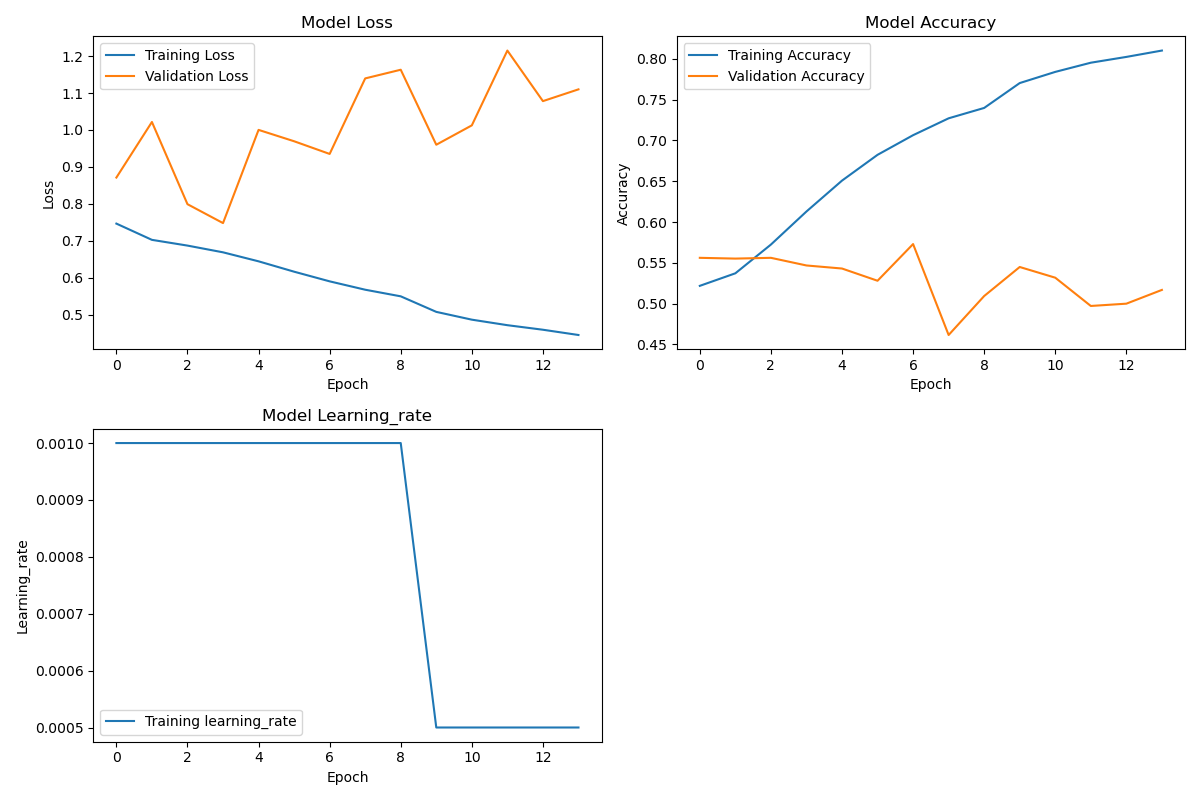 Model Loss
Training Loss
Validation Loss
1.2
1.1
1.0
0.9
0.8
0.7
0.6
0.5
Loss
0 2 4 6 8 10 12
Epoch
Model Accuracy
Training Accuracy
Validation Accuracy
0.80
0.75
0.70
0.65
0.60
0.55
0.50
0.45
Accuracy
0 2 4 6 8 10 12
Epoch
Model Learning_rate
0.0010
0.0009
0.0008
0.0007
0.0006
0.0005
Learning_rate
Training learning_rate
0 2 4 6 8 10 12
Epoch